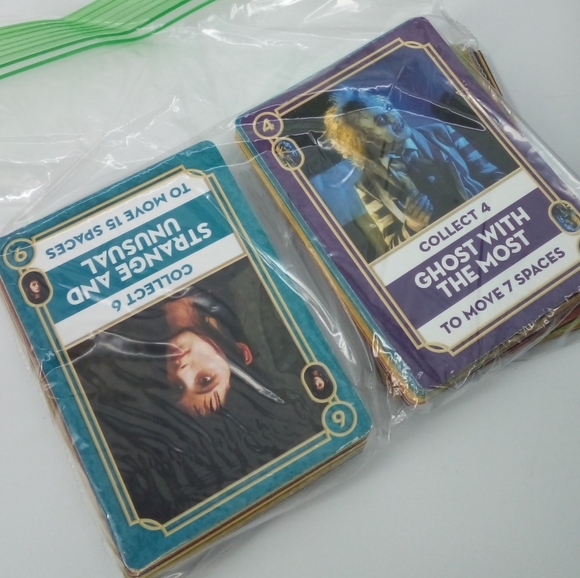 4
COLLECT 4
GHOST WITH
THE MOST
TO MOVE 7 SPACES
6
COLLECT 6
STRANGE AND
UNUSUAL
TO MOVE 15 SPACES
6